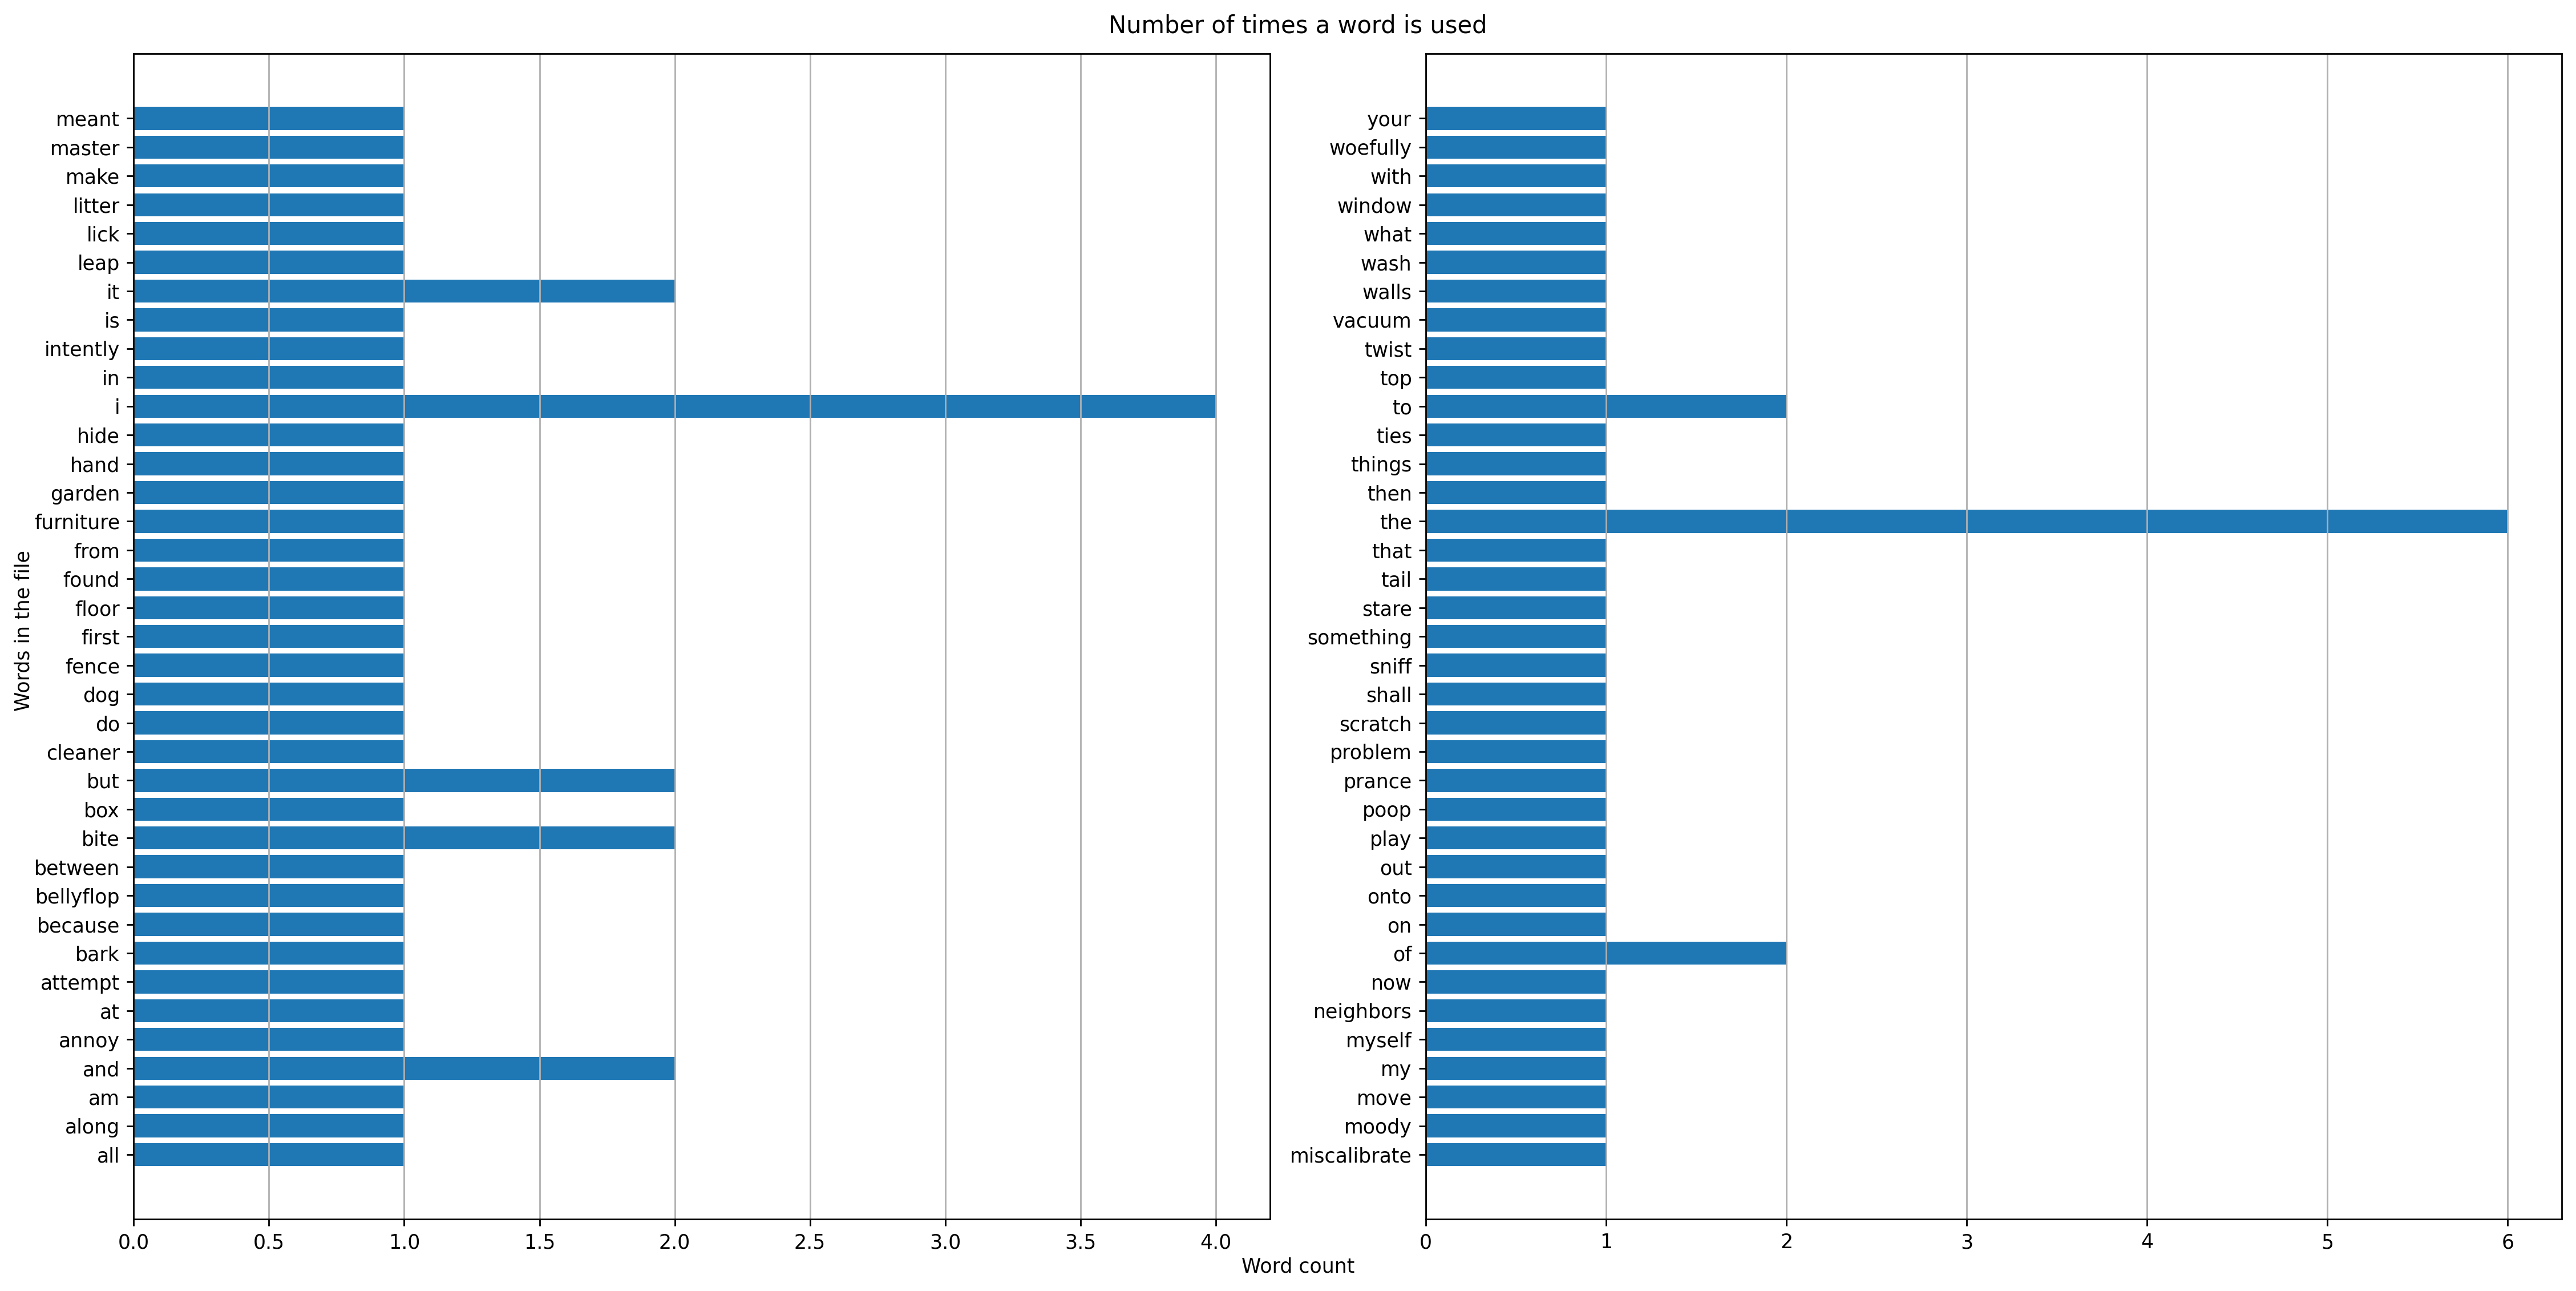 Number of times a word is used
Words in the file
meant
master
make
litter
lick
leap
it
is
intently
in
i
hide
hand
garden
furniture
from
found
floor
first
fence
dog
do
cleaner
but
box
bite
between
bellyflop
because
bark
attempt
at
annoy
and
am
along
all
0.0 0.5 1.0 1.5 2.0 2.5 3.0 3.5 4.0
your
woefully
with
window
what
wash
walls
vacuum
twist
top
to
ties
things
then
the
that
tail
stare
something
sniff
shall
scratch
problem
prance
poop
play
out
onto
on
of
now
neighbors
myself
my
move
moody
miscalibrate
0 1 2 3 4 5 6
Word count